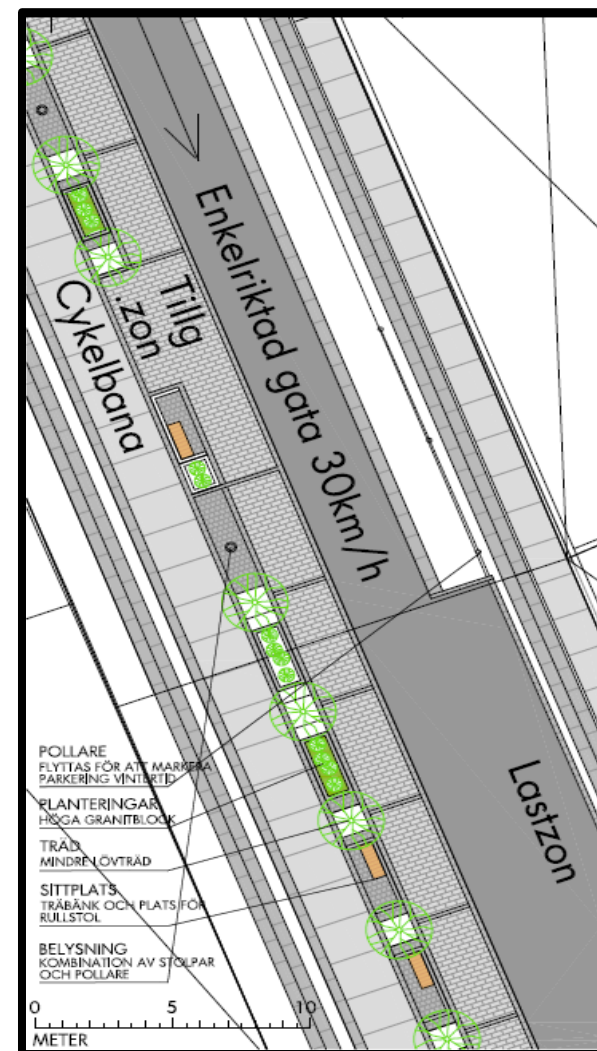 Enkelriktad gata 30km/h
Tillg
.zon
Cykelbana
Lastzon
POLLARE
FLYTTAS FÖR ATT MARKERA
PARKERING VINTERTID
PLANTERINGAR
HÖGA GRANITBLOCK
TRÄD
MINDRE LÖVTRÄD
SITTPLATS
TRÄBÄNK OCH PLATS FÖR
RULLSTOL
BELYSNING
KOMBINATION AV STOLPAR
OCH POLLARE
0 5 10
METER